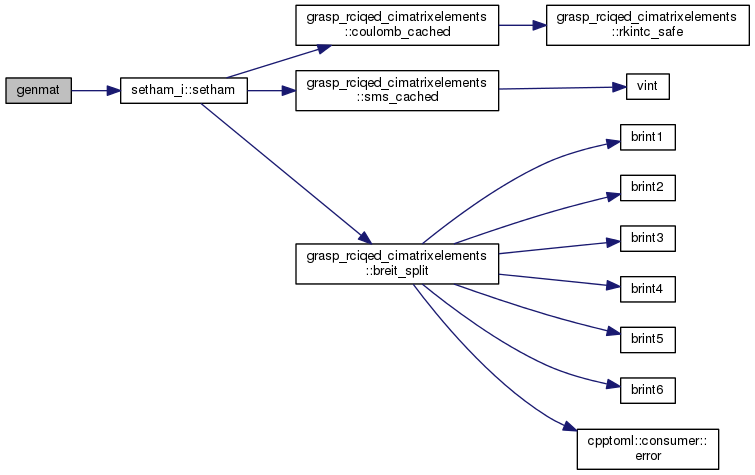 genmat
setham_i::setham
grasp_rciqed_cimatrixelements
::coulomb_cached
grasp_rciqed_cimatrixelements
::rkintc_safe
grasp_rciqed_cimatrixelements
::sms_cached
vint
grasp_rciqed_cimatrixelements
::breit_split
brint1
brint2
brint3
brint4
brint5
brint6
cpptoml::consumer::
error